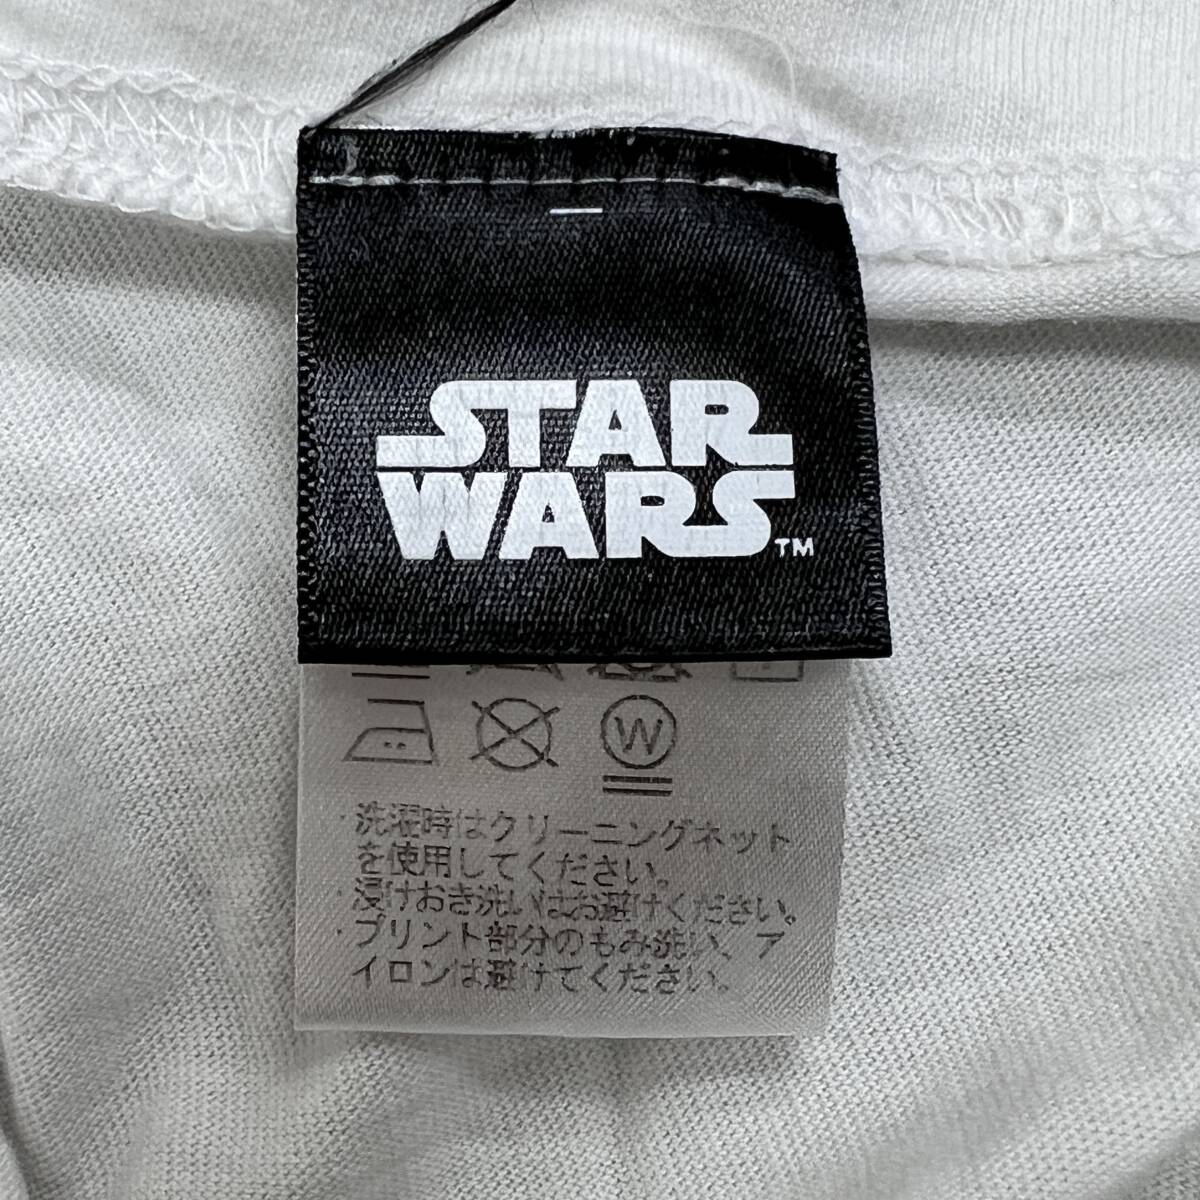 STAR
WARS™
W
・洗濯時はクリーニングネット
を使用してください。
・浸けおき洗いはお避けください。
・プリント部分のもみ洗い、ア
イロンは避けてください。